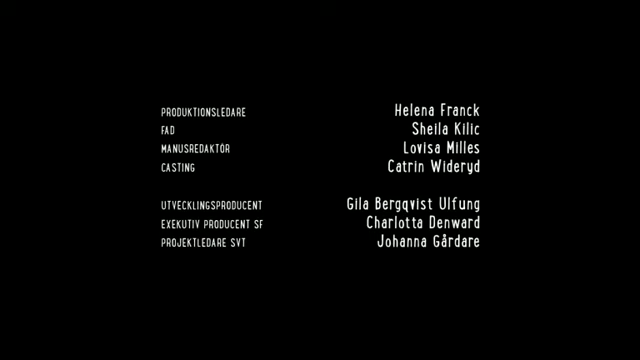 PRODUKTIONSLEDARE Helena Franck
FAD Sheila Kilic
MANUSREDAKTÖR Lovisa Milles
CASTING Catrin Wideryd
UTVECKLINGSPRODUCENT Gila Bergqvist Ulfung
EXEKUTIV PRODUCENT SF Charlotta Denward
PROJEKTLEDARE SVT Johanna Gårdare